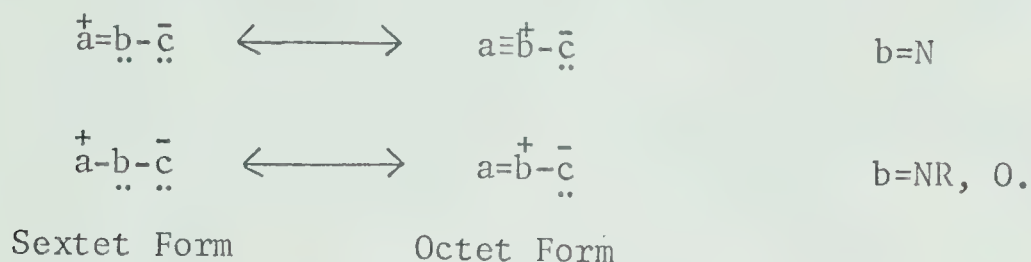 +a=b̤-c̤̄ ⟷ a≡b⁺-c̤̄ b=N
+a-b̤-c̤̄ ⟷ a=b⁺-c̤̄ b=NR, O.
Sextet Form Octet Form